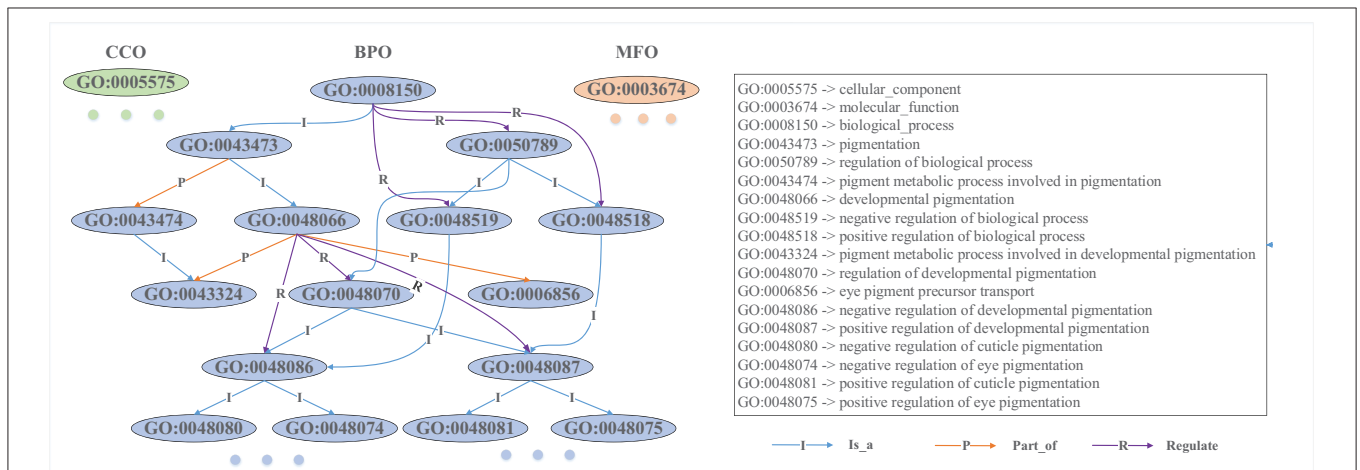 CCO BPO MFO
GO:0005575 GO:0008150 GO:0003674
I R R
GO:0043473 GO:0050789
P I R I I
GO:0043474 GO:0048066 GO:0048519 GO:0048518
I P R P
GO:0043324 GO:0048070 GO:0006856
R R
I I I I
GO:0048086 GO:0048087
I I I I
GO:0048080 GO:0048074 GO:0048081 GO:0048075
GO:0005575 -> cellular_component
GO:0003674 -> molecular_function
GO:0008150 -> biological_process
GO:0043473 -> pigmentation
GO:0050789 -> regulation of biological process
GO:0043474 -> pigment metabolic process involved in pigmentation
GO:0048066 -> developmental pigmentation
GO:0048519 -> negative regulation of biological process
GO:0048518 -> positive regulation of biological process
GO:0043324 -> pigment metabolic process involved in developmental pigmentation
GO:0048070 -> regulation of developmental pigmentation
GO:0006856 -> eye pigment precursor transport
GO:0048086 -> negative regulation of developmental pigmentation
GO:0048087 -> positive regulation of developmental pigmentation
GO:0048080 -> negative regulation of cuticle pigmentation
GO:0048074 -> negative regulation of eye pigmentation
GO:0048081 -> positive regulation of cuticle pigmentation
GO:0048075 -> positive regulation of eye pigmentation
I Is_a P Part_of R Regulate